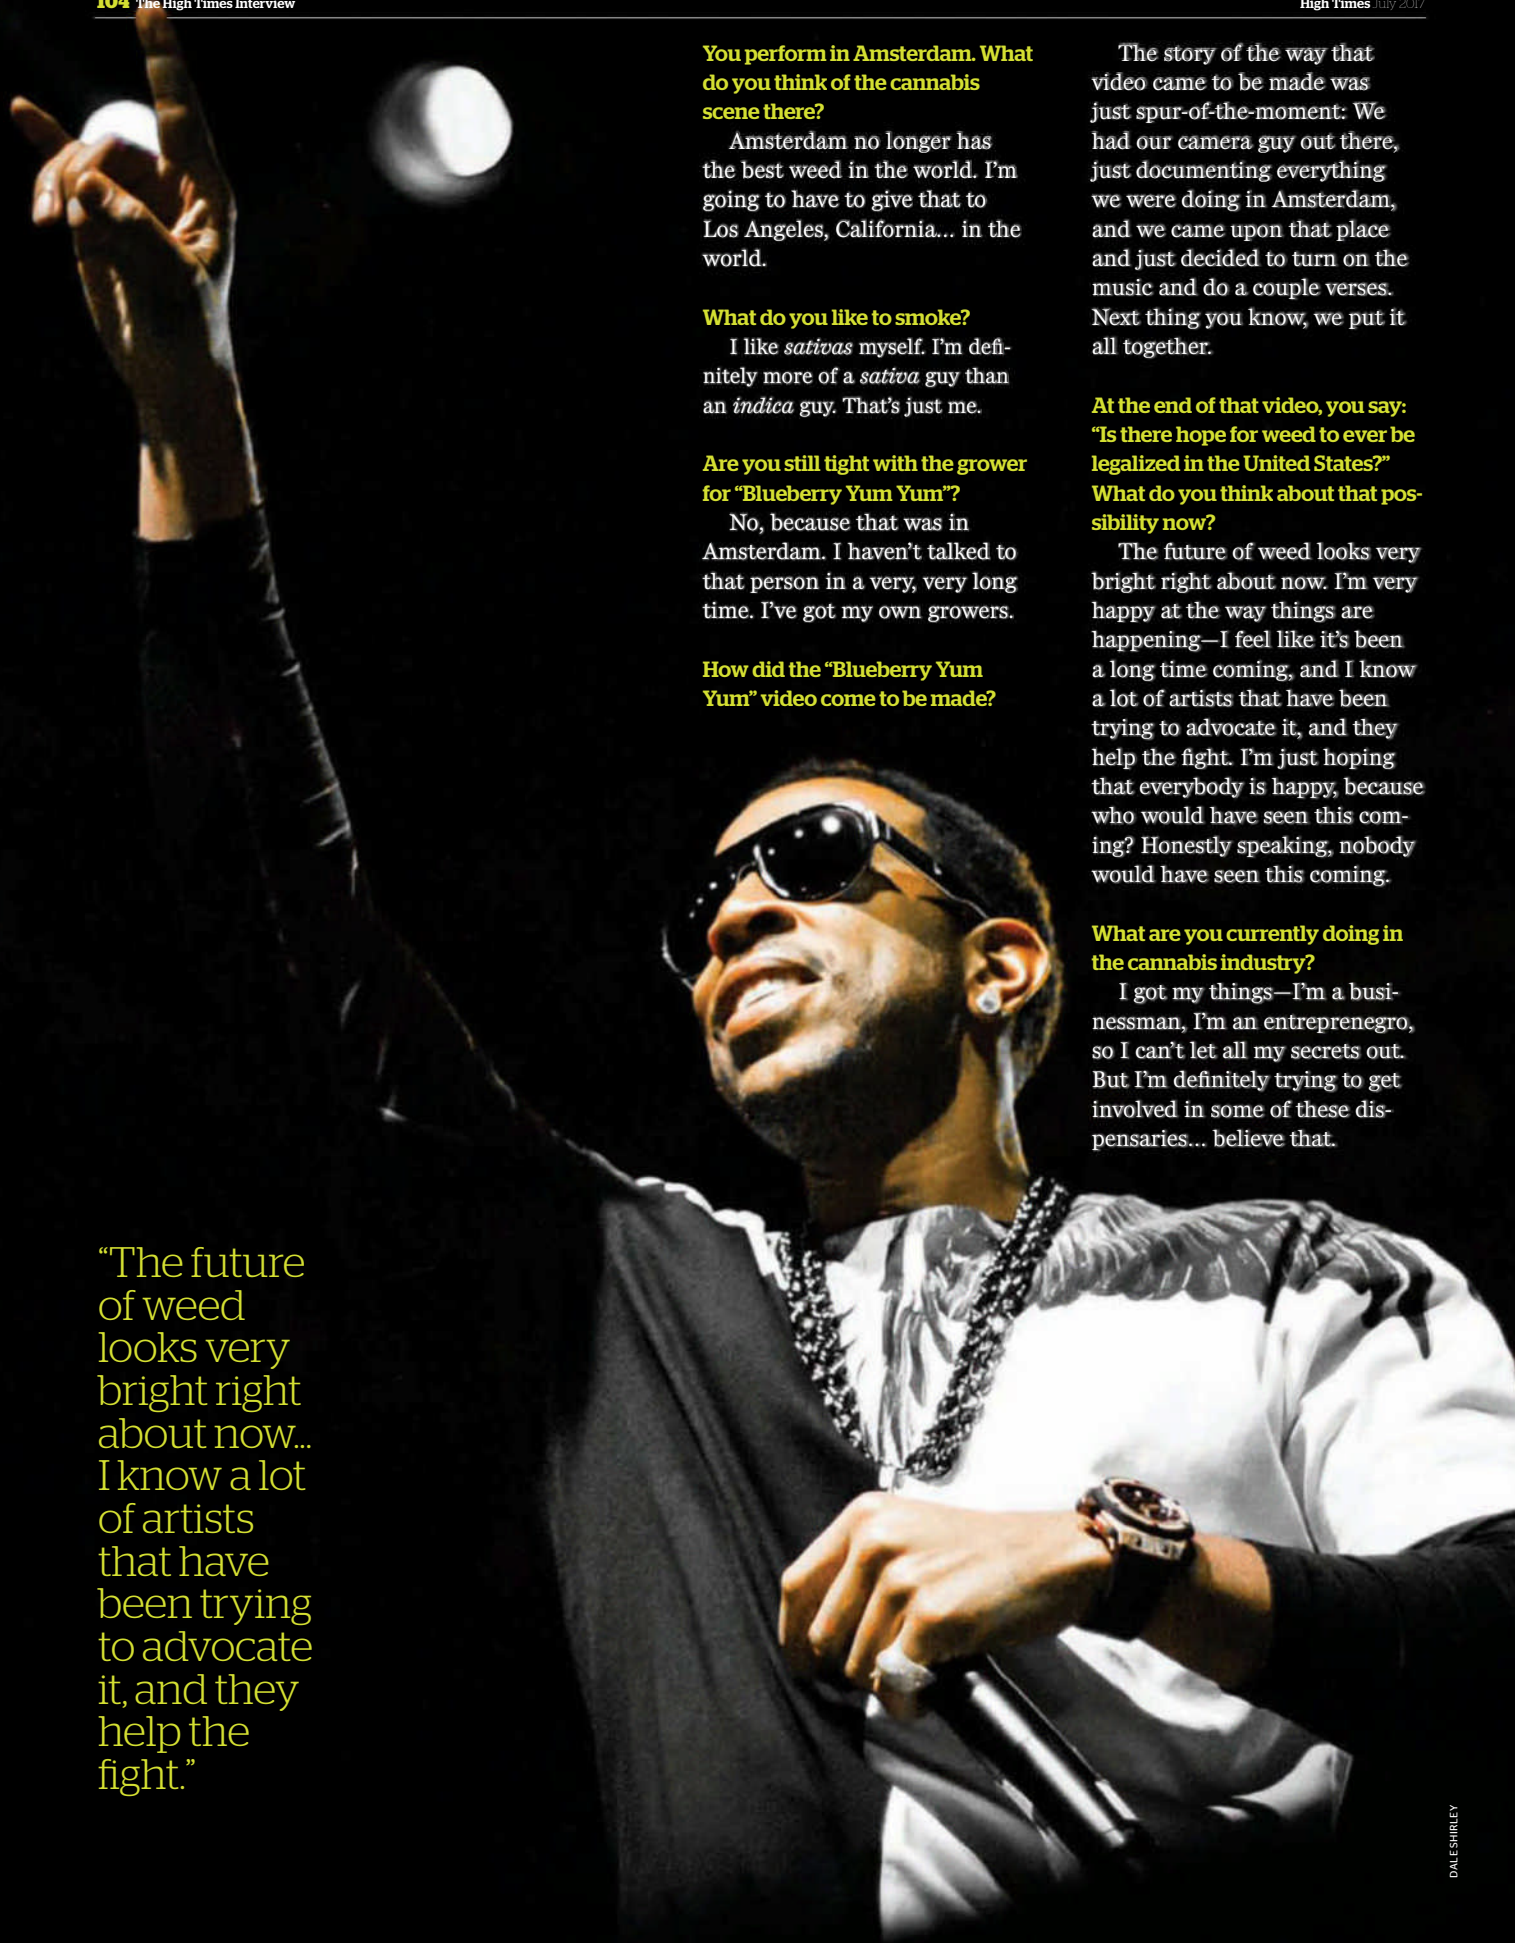 104 The High Times Interview
High Times July 2017
You perform in Amsterdam. What
do you think of the cannabis
scene there?
Amsterdam no longer has
the best weed in the world. I’m
going to have to give that to
Los Angeles, California... in the
world.
What do you like to smoke?
I like sativas myself. I’m defi-
nitely more of a sativa guy than
an indica guy. That’s just me.
Are you still tight with the grower
for “Blueberry Yum Yum”?
No, because that was in
Amsterdam. I haven’t talked to
that person in a very, very long
time. I’ve got my own growers.
How did the “Blueberry Yum
Yum” video come to be made?
The story of the way that
video came to be made was
just spur-of-the-moment: We
had our camera guy out there,
just documenting everything
we were doing in Amsterdam,
and we came upon that place
and just decided to turn on the
music and do a couple verses.
Next thing you know, we put it
all together.
At the end of that video, you say:
“Is there hope for weed to ever be
legalized in the United States?”
What do you think about that pos-
sibility now?
The future of weed looks very
bright right about now. I’m very
happy at the way things are
happening—I feel like it’s been
a long time coming, and I know
a lot of artists that have been
trying to advocate it, and they
help the fight. I’m just hoping
that everybody is happy, because
who would have seen this com-
ing? Honestly speaking, nobody
would have seen this coming.
What are you currently doing in
the cannabis industry?
I got my things—I’m a busi-
nessman, I’m an entreprenegro,
so I can’t let all my secrets out.
But I’m definitely trying to get
involved in some of these dis-
pensaries... believe that.
“The future
of weed
looks very
bright right
about now...
I know a lot
of artists
that have
been trying
to advocate
it, and they
help the
fight.”
DALE SHIRLEY